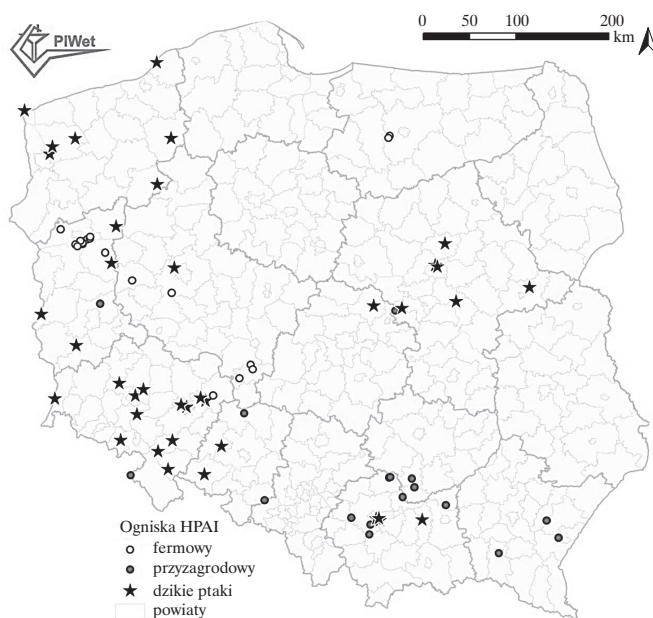 PIWet
0 50 100 200
km
Ogniska HPAI
fermowy
przyzagrodowy
dzikie ptaki
powiaty